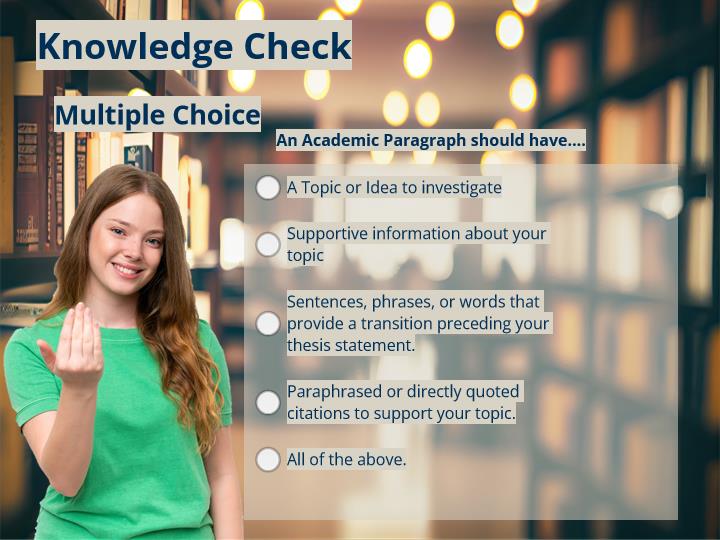 Knowledge Check
Multiple Choice
An Academic Paragraph should have....
A Topic or Idea to investigate
Supportive information about your
topic
Sentences, phrases, or words that
provide a transition preceding your
thesis statement.
Paraphrased or directly quoted
citations to support your topic.
All of the above.